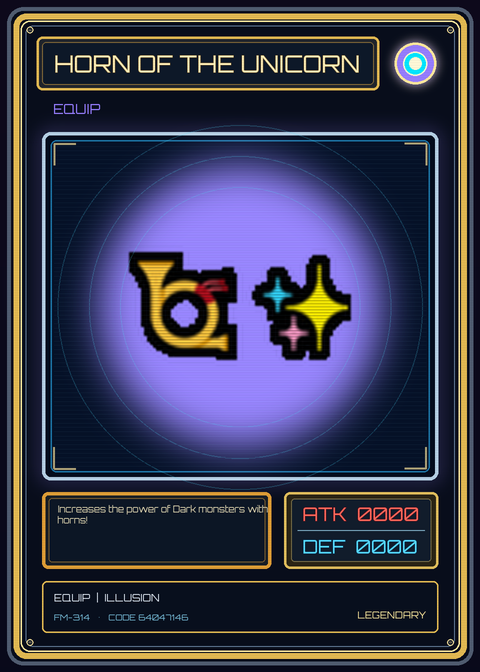 HORN OF THE UNICORN
EQUIP
Increases the power of Dark monsters with
horns!
ATK 0000
DEF 0000
EQUIP | ILLUSION
FM-314 · CODE 64047146
LEGENDARY